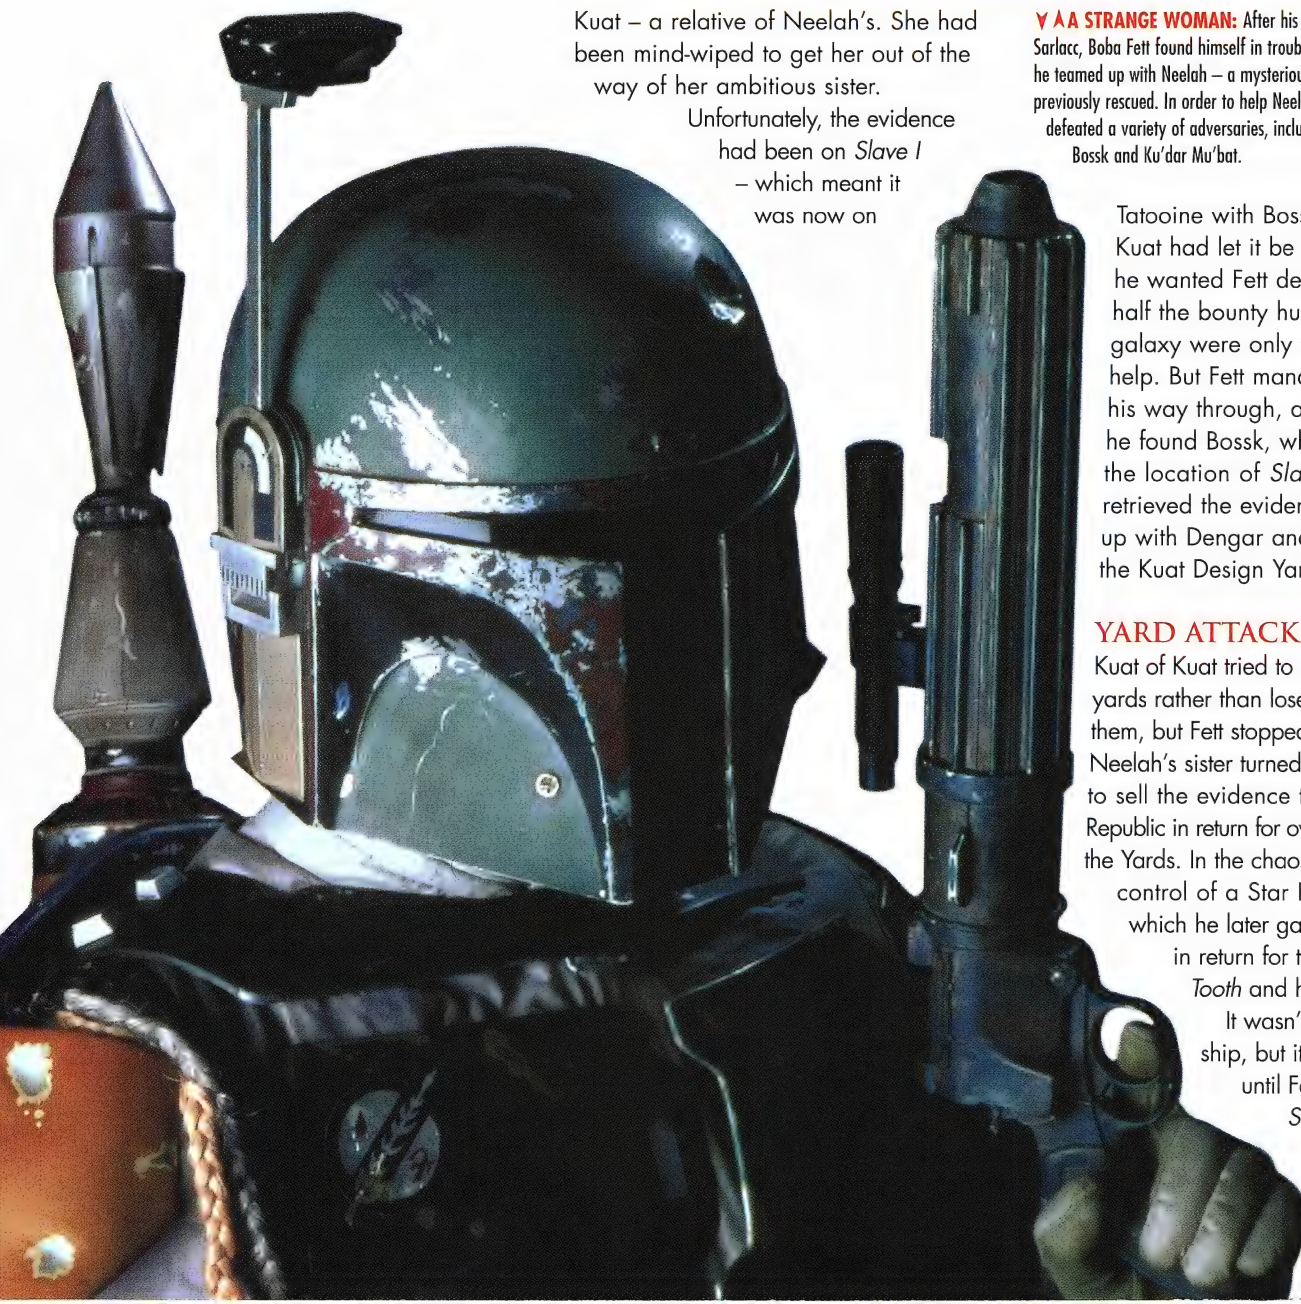 Kuat – a relative of Neelah's. She had
been mind-wiped to get her out of the
way of her ambitious sister.
Unfortunately, the evidence
had been on Slave I
– which meant it
was now on
A STRANGE WOMAN: After his
Sarlacc, Boba Fett found himself in troub
he teamed up with Neelah – a mysteriou
previously rescued. In order to help Neel
defeated a variety of adversaries, inclu
Bossk and Ku'dar Mu'bat.
Tatooine with Boss
Kuat had let it be
he wanted Fett de
half the bounty hu
galaxy were only
help. But Fett mana
his way through, a
he found Bossk, wh
the location of Sla
retrieved the eviden
up with Dengar and
the Kuat Design Yar
YARD ATTACK
Kuat of Kuat tried to
yards rather than lose
them, but Fett stopped
Neelah's sister turned
to sell the evidence t
Republic in return for ov
the Yards. In the chao
control of a Star
which he later ga
in return for t
Tooth and h
It wasn'
ship, but it
until F
S